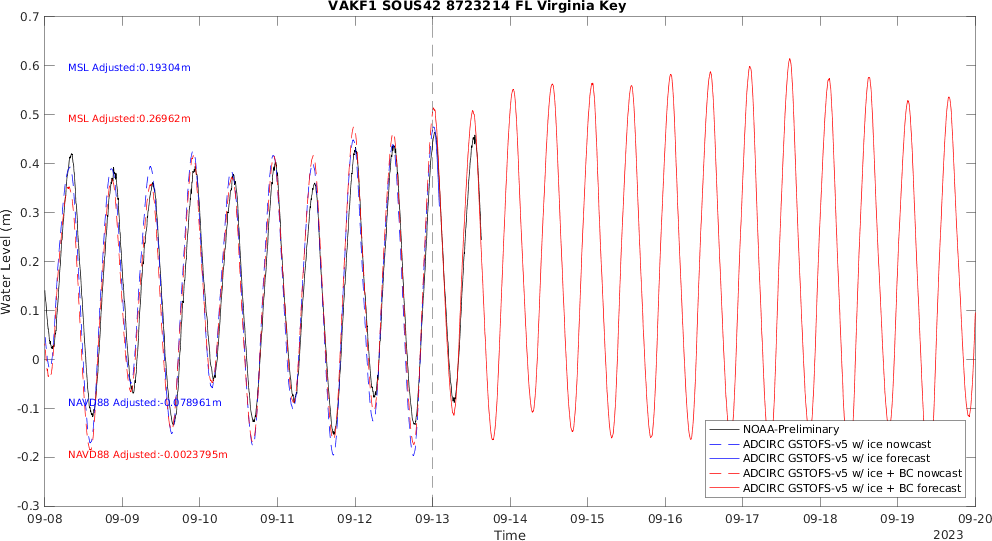 VAKF1 SOUS42 8723214 FL Virginia Key
0.7
0.6
0.5
0.4
0.3
0.2
0.1
0
-0.1
-0.2
-0.3
Water Level (m)
MSL Adjusted:0.19304m
MSL Adjusted:0.26962m
NAVD88 Adjusted:-0.078961m
NAVD88 Adjusted:-0.0023795m
NOAA-Preliminary
ADCIRC GSTOFS-v5 w/ ice nowcast
ADCIRC GSTOFS-v5 w/ ice forecast
ADCIRC GSTOFS-v5 w/ ice + BC nowcast
ADCIRC GSTOFS-v5 w/ ice + BC forecast
09-08 09-09 09-10 09-11 09-12 09-13 09-14 09-15 09-16 09-17 09-18 09-19 09-20
Time
2023